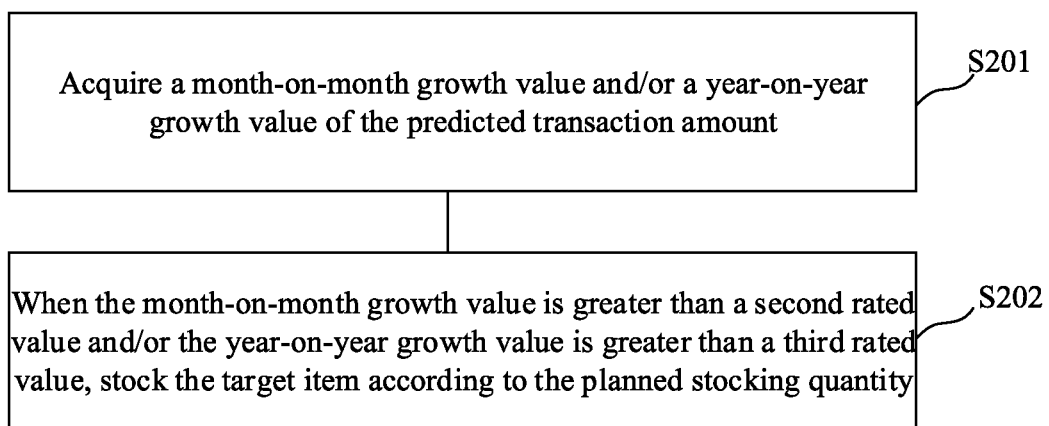 S201
Acquire a month-on-month growth value and/or a year-on-year
growth value of the predicted transaction amount
S202
When the month-on-month growth value is greater than a second rated
value and/or the year-on-year growth value is greater than a third rated
value, stock the target item according to the planned stocking quantity